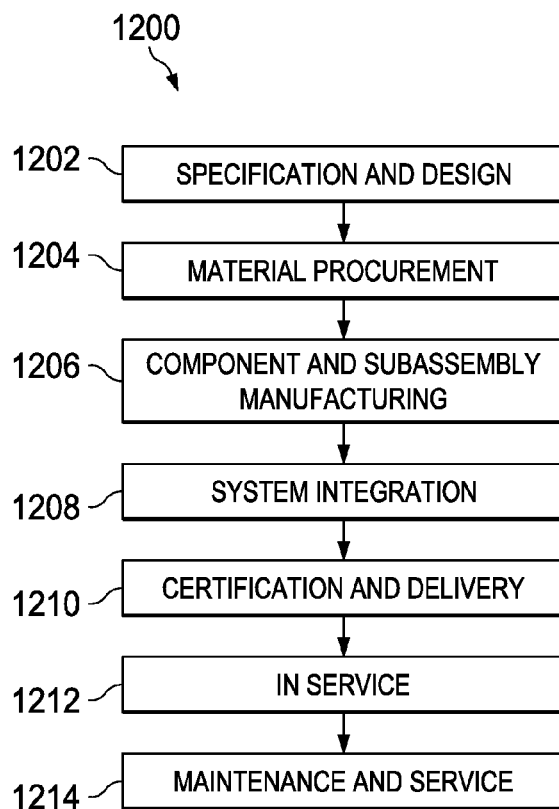 1200
1202
SPECIFICATION AND DESIGN
1204
MATERIAL PROCUREMENT
1206
COMPONENT AND SUBASSEMBLY
MANUFACTURING
1208
SYSTEM INTEGRATION
1210
CERTIFICATION AND DELIVERY
1212
IN SERVICE
1214
MAINTENANCE AND SERVICE